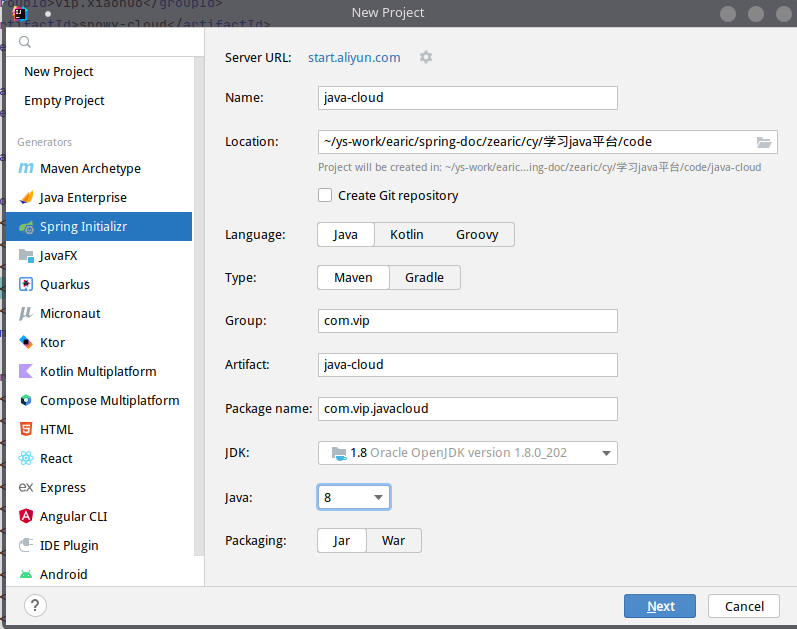 New Project
roupId>vip.xiaonuo</groupId>
rtifactId>snowy-cloud</artifactId>
New Project
Empty Project
Generators
Maven Archetype
Java Enterprise
Spring Initializr
JavaFX
Quarkus
Micronaut
Ktor
Kotlin Multiplatform
Compose Multiplatform
HTML
React
ex Express
Angular CLI
IDE Plugin
Android
Server URL: start.aliyun.com
Name: java-cloud
Location: ~/ys-work/earic/spring-doc/zearic/cy/学习java平台/code
Project will be created in: ~/ys-work/earic...ing-doc/zearic/cy/学习java平台/code/java-cloud
Create Git repository
Language: Java Kotlin Groovy
Type: Maven Gradle
Group: com.vip
Artifact: java-cloud
Package name: com.vip.javacloud
JDK: 1.8 Oracle OpenJDK version 1.8.0_202
Java: 8
Packaging: Jar War
? Next Cancel